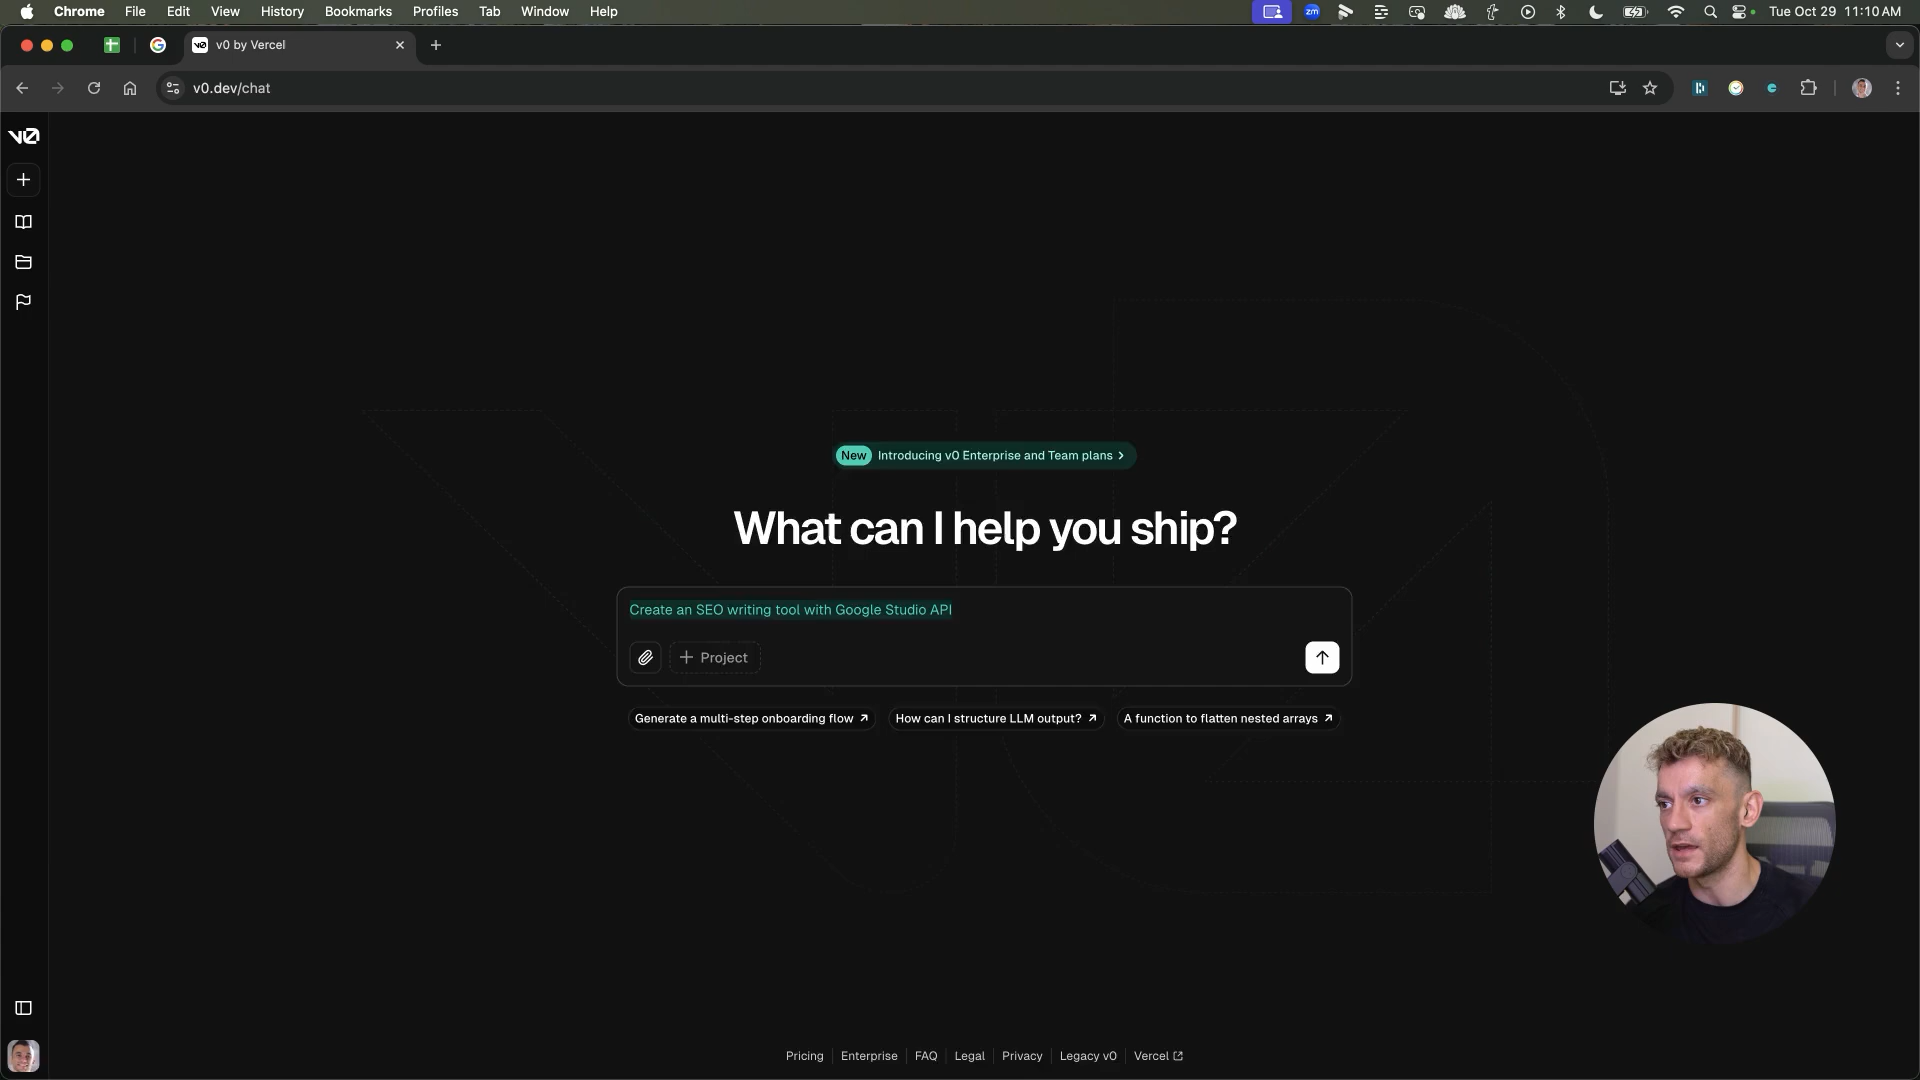 Chrome File Edit View History Bookmarks Profiles Tab Window Help zm Tue Oct 29 11:10 AM
v0 by Vercel
v0.dev/chat
v0
New Introducing v0 Enterprise and Team plans
What can I help you ship?
Create an SEO writing tool with Google Studio API
Project
Generate a multi-step onboarding flow How can I structure LLM output? A function to flatten nested arrays
Pricing Enterprise FAQ Legal Privacy Legacy v0 Vercel